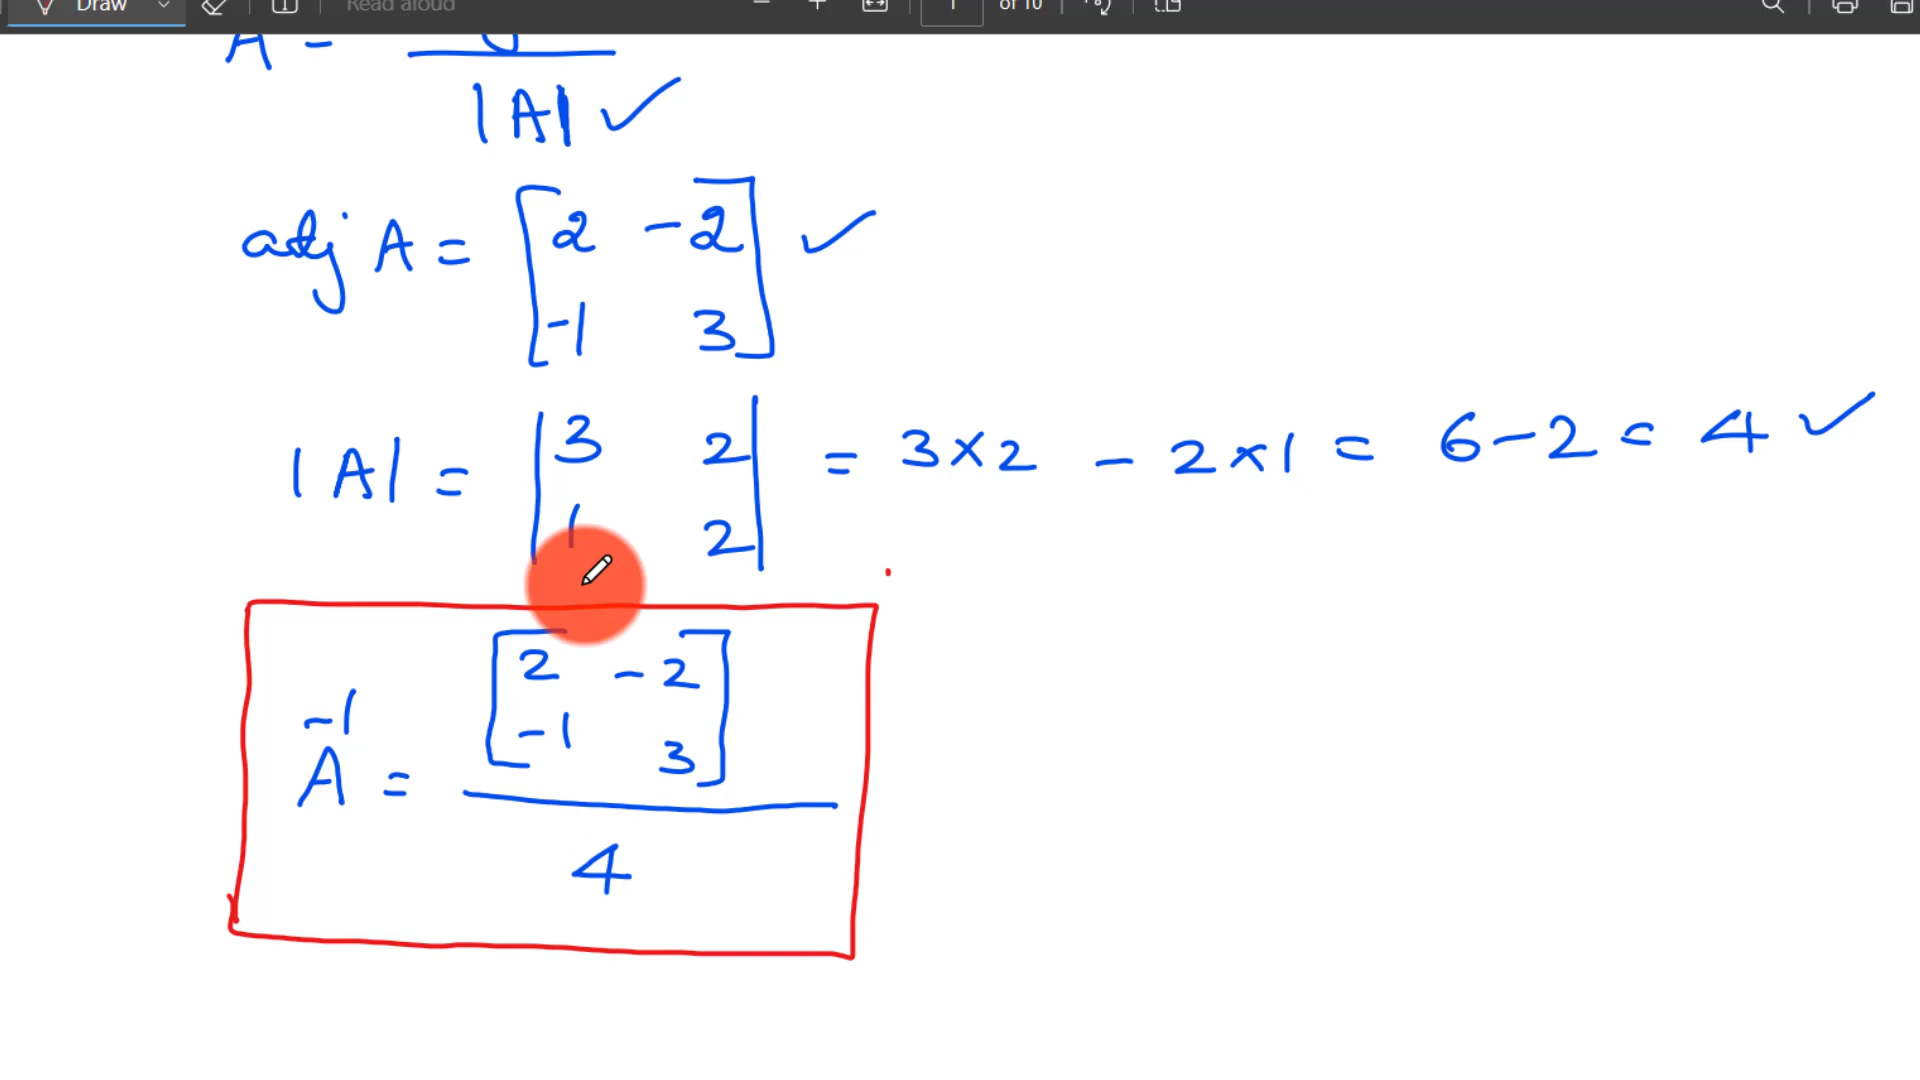 Draw Read aloud 1 of 10
A =
|A| ✓
adj A = [2 -2 ✓
-1 3]
|A| = |3 2| = 3×2 - 2×1 = 6-2 = 4 ✓
1 2
[2 -2
-1 3]
A⁻¹ =
4